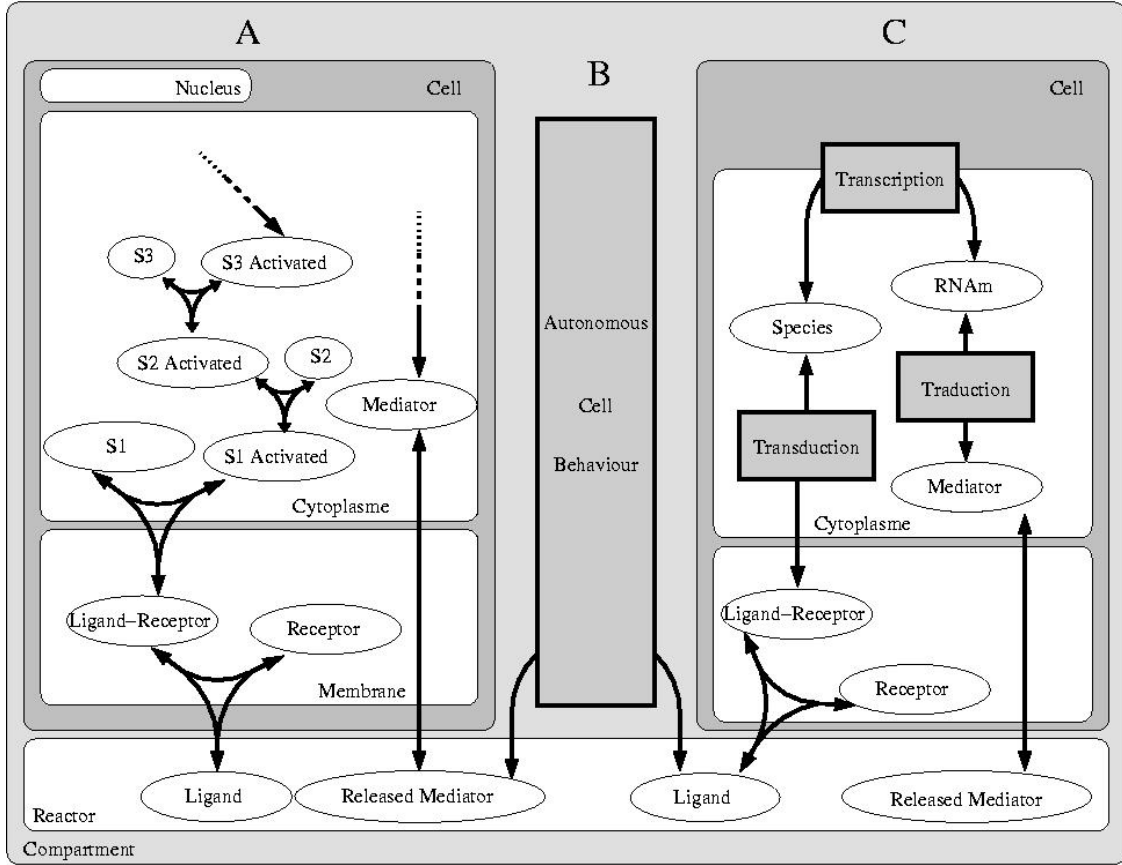 A
B
C
Nucleus
Cell
S3
S3 Activated
S2 Activated
S2
Mediator
S1
S1 Activated
Cytoplasme
Ligand-Receptor
Receptor
Membrane
Autonomous
Cell
Behaviour
Cell
Transcription
RNAm
Species
Traduction
Transduction
Mediator
Cytoplasme
Ligand-Receptor
Receptor
Ligand
Released Mediator
Ligand
Released Mediator
Reactor
Compartment